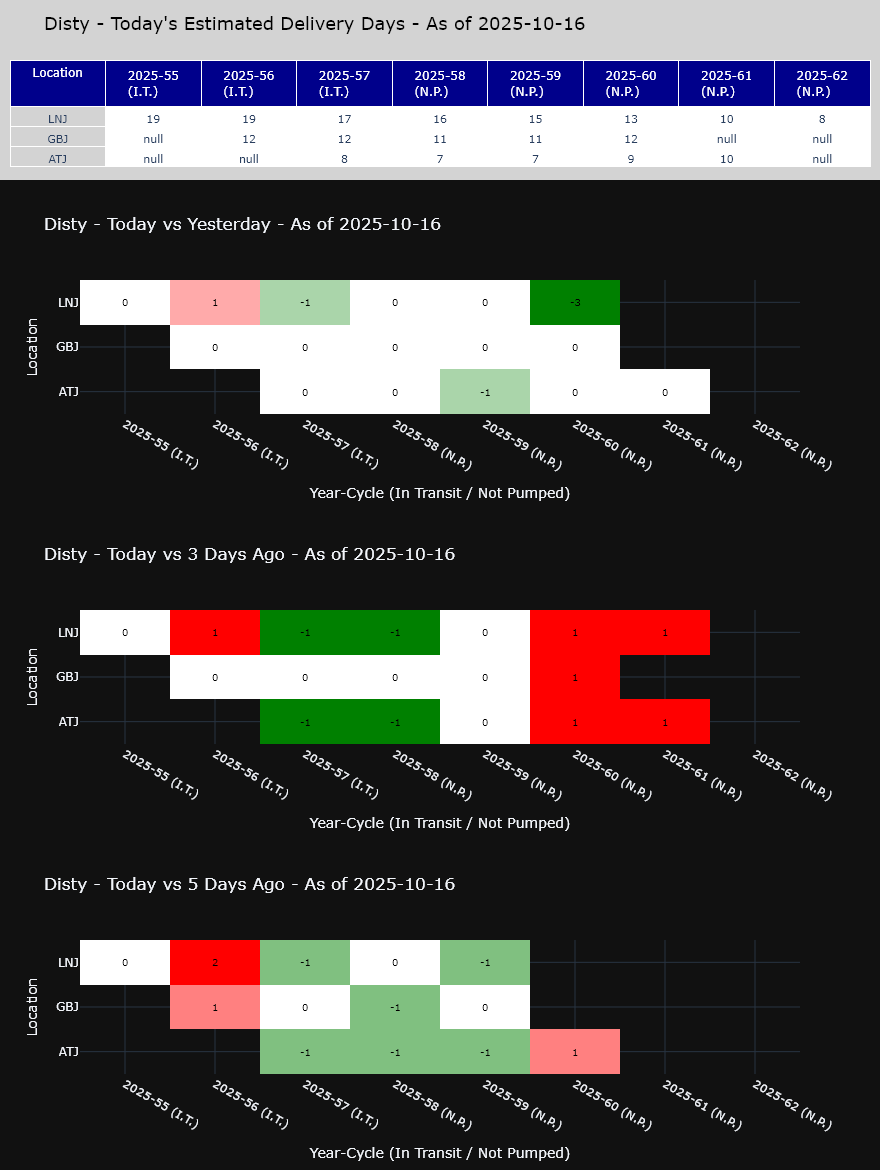 Disty - Today's Estimated Delivery Days - As of 2025-10-16
Location 2025-55 (I.T.) 2025-56 (I.T.) 2025-57 (I.T.) 2025-58 (N.P.) 2025-59 (N.P.) 2025-60 (N.P.) 2025-61 (N.P.) 2025-62 (N.P.)
LNJ 19 19 17 16 15 13 10 8
GBJ null 12 12 11 11 12 null null
ATJ null null 8 7 7 9 10 null
Disty - Today vs Yesterday - As of 2025-10-16
Location
LNJ 0 1 -1 0 0 -3
GBJ 0 0 0 0 0
ATJ 0 0 -1 0 0
2025-55 (I.T.) 2025-56 (I.T.) 2025-57 (I.T.) 2025-58 (N.P.) 2025-59 (N.P.) 2025-60 (N.P.) 2025-61 (N.P.) 2025-62 (N.P.)
Year-Cycle (In Transit / Not Pumped)
Disty - Today vs 3 Days Ago - As of 2025-10-16
Location
LNJ 0 1 -1 -1 0 1 1
GBJ 0 0 0 0 1
ATJ -1 -1 0 1 1
2025-55 (I.T.) 2025-56 (I.T.) 2025-57 (I.T.) 2025-58 (N.P.) 2025-59 (N.P.) 2025-60 (N.P.) 2025-61 (N.P.) 2025-62 (N.P.)
Year-Cycle (In Transit / Not Pumped)
Disty - Today vs 5 Days Ago - As of 2025-10-16
Location
LNJ 0 2 -1 0 -1
GBJ 1 0 -1 0
ATJ -1 -1 -1 1
2025-55 (I.T.) 2025-56 (I.T.) 2025-57 (I.T.) 2025-58 (N.P.) 2025-59 (N.P.) 2025-60 (N.P.) 2025-61 (N.P.) 2025-62 (N.P.)
Year-Cycle (In Transit / Not Pumped)